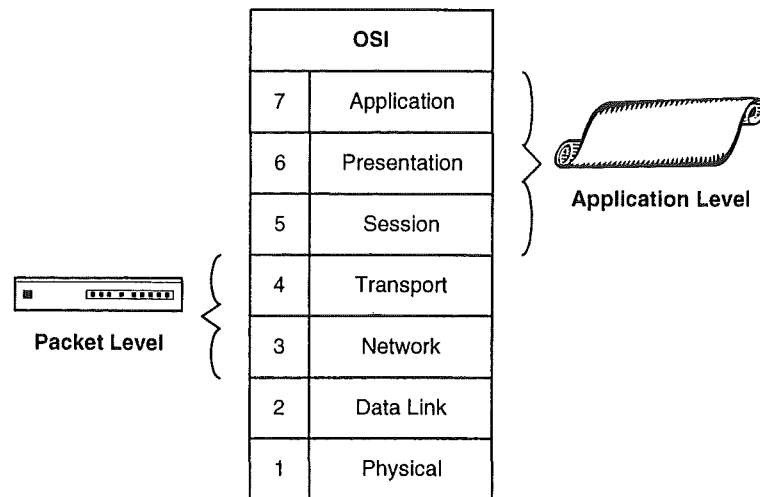 OSI
7 Application
6 Presentation
5 Session
4 Transport
3 Network
2 Data Link
1 Physical
Application Level
Packet Level